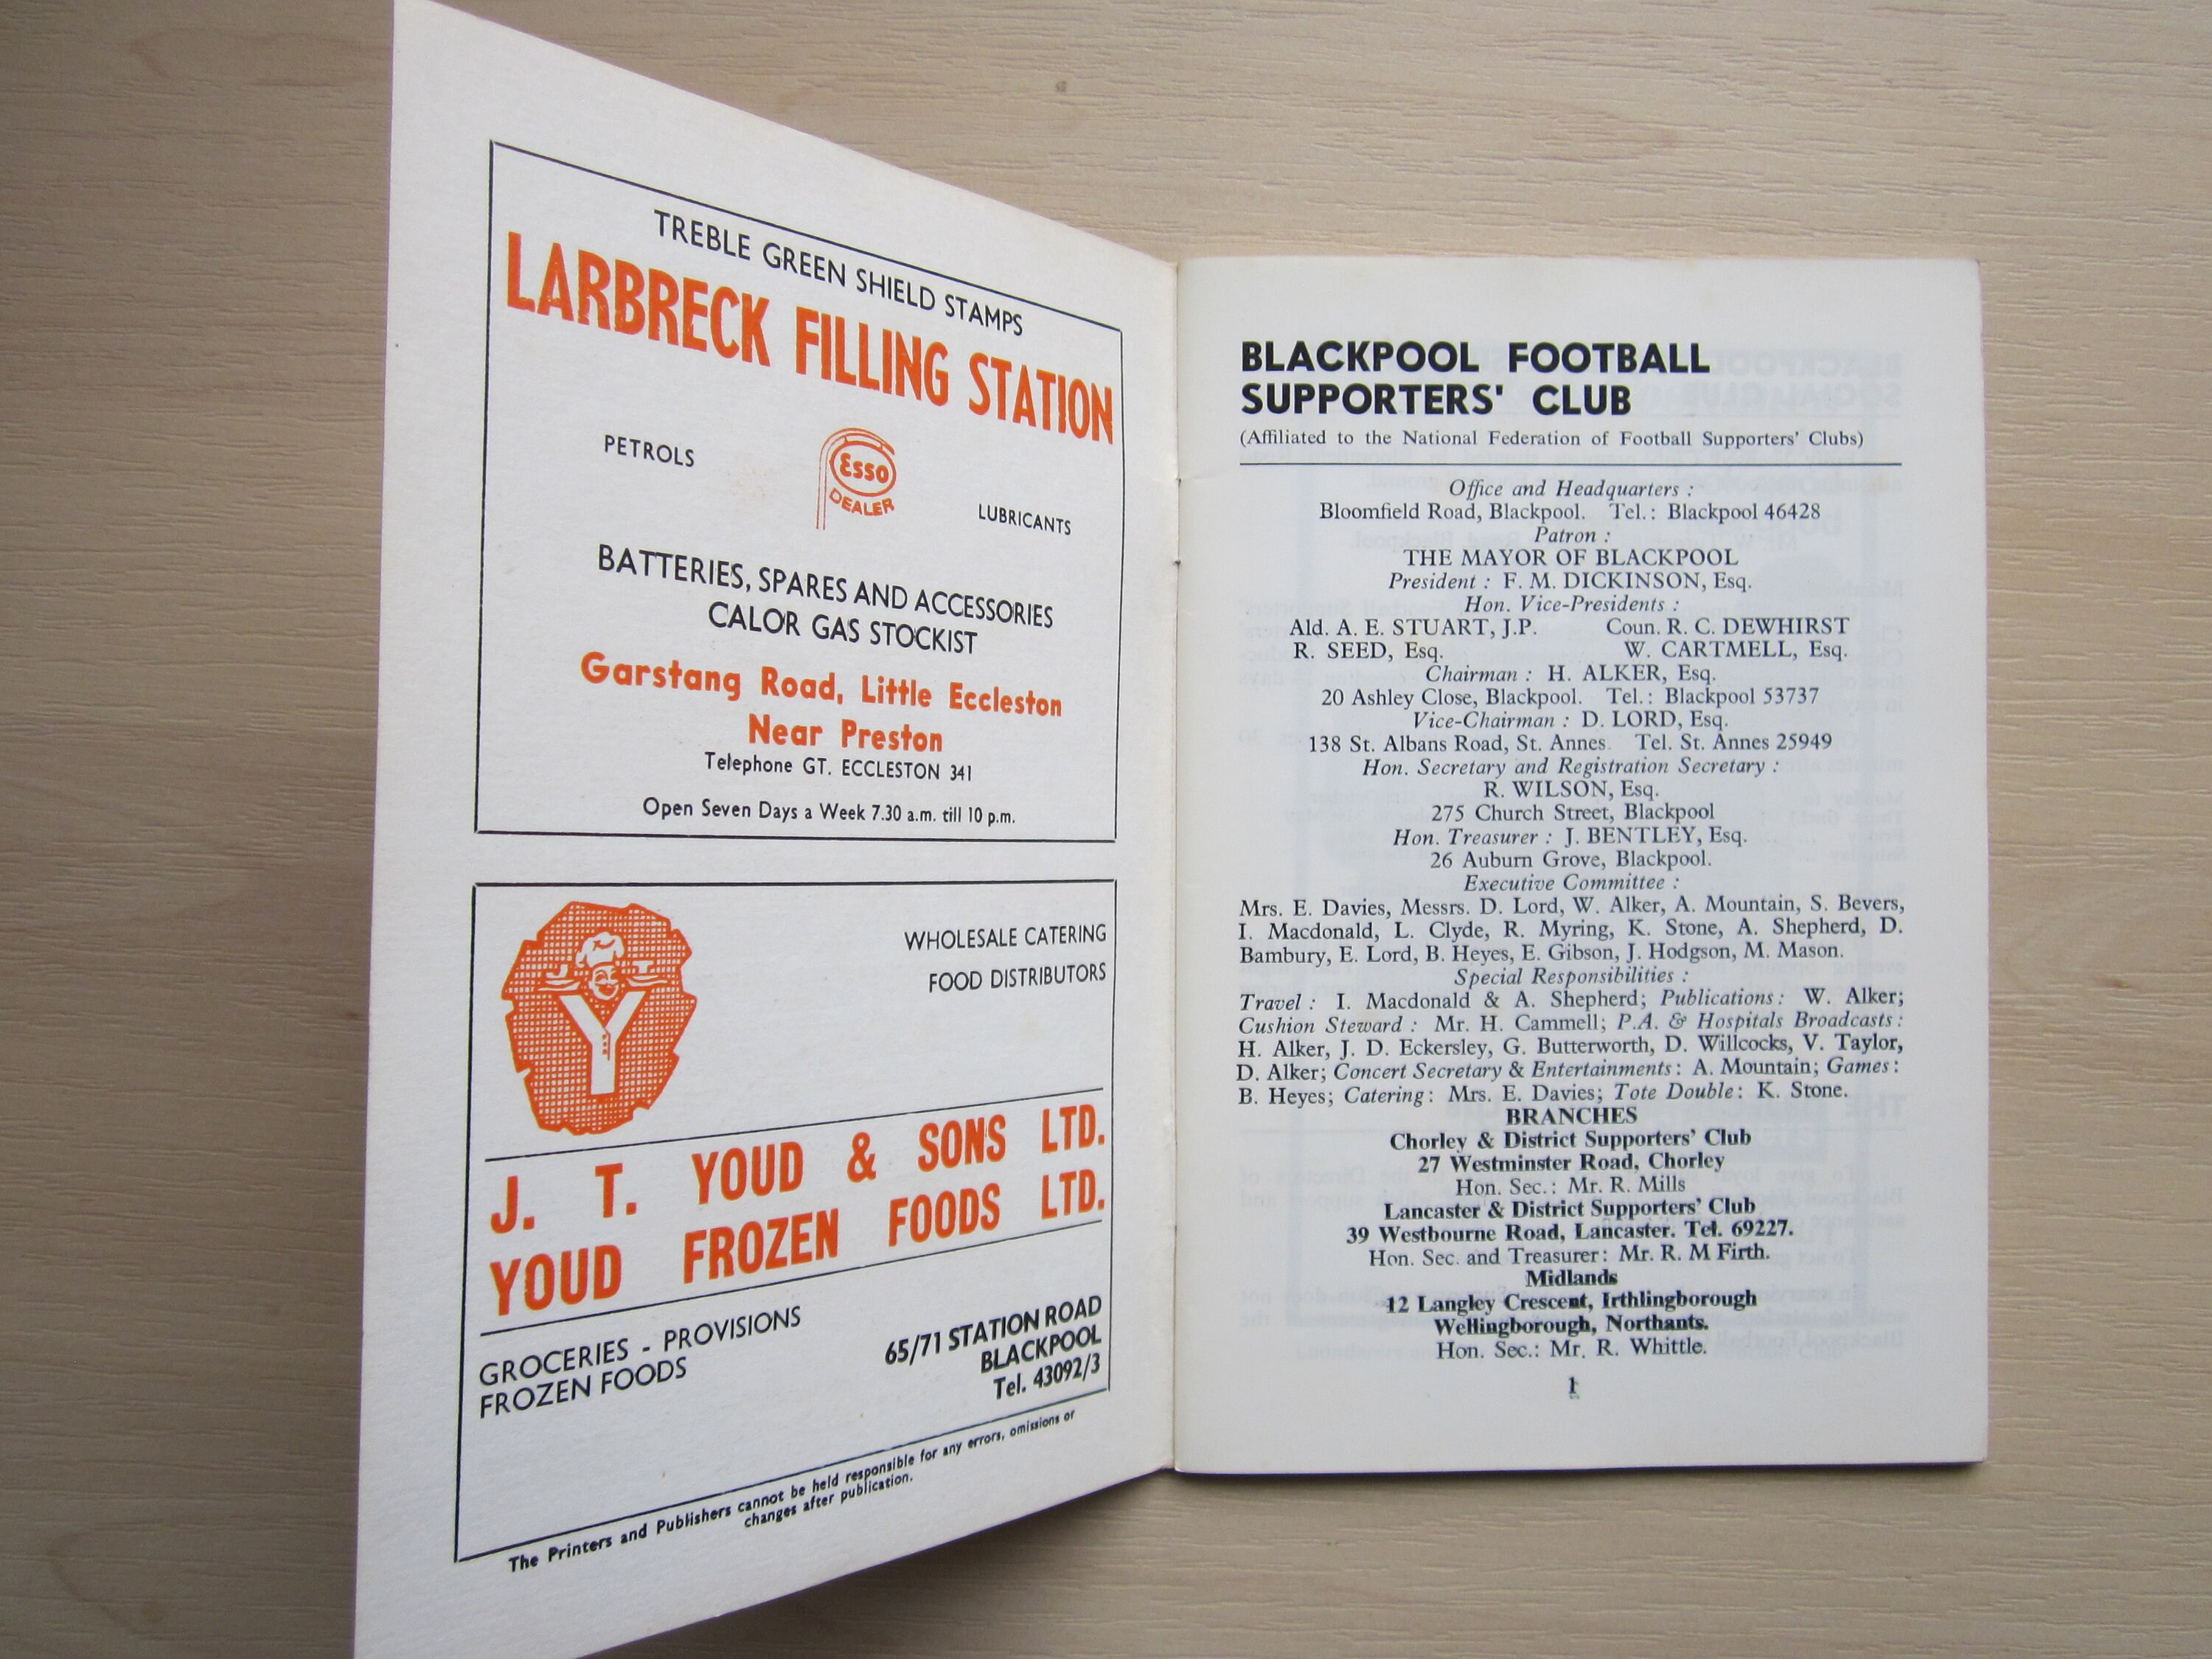 TREBLE GREEN SHIELD STAMPS
LARBRECK FILLING STATION
PETROLS
Esso
DEALER
LUBRICANTS
BATTERIES, SPARES AND ACCESSORIES
CALOR GAS STOCKIST
Garstang Road, Little Eccleston
Near Preston
Telephone GT. ECCLESTON 341
Open Seven Days a Week 7.30 a.m. till 10 p.m.
WHOLESALE CATERING
FOOD DISTRIBUTORS
Y
J. T. YOUD & SONS LTD.
YOUD FROZEN FOODS LTD.
GROCERIES - PROVISIONS
FROZEN FOODS
65/71 STATION ROAD
BLACKPOOL
Tel. 43092/3
The Printers and Publishers cannot be held responsible for any errors, omissions or
changes after publication.
BLACKPOOL FOOTBALL
SUPPORTERS' CLUB
(Affiliated to the National Federation of Football Supporters' Clubs)
Office and Headquarters :
Bloomfield Road, Blackpool. Tel.: Blackpool 46428
Patron :
THE MAYOR OF BLACKPOOL
President : F. M. DICKINSON, Esq.
Hon. Vice-Presidents :
Ald. A. E. STUART, J.P. Coun. R. C. DEWHIRST
R. SEED, Esq. W. CARTMELL, Esq.
Chairman : H. ALKER, Esq.
20 Ashley Close, Blackpool. Tel.: Blackpool 53737
Vice-Chairman : D. LORD, Esq.
138 St. Albans Road, St. Annes. Tel. St. Annes 25949
Hon. Secretary and Registration Secretary :
R. WILSON, Esq.
275 Church Street, Blackpool
Hon. Treasurer : J. BENTLEY, Esq.
26 Auburn Grove, Blackpool.
Executive Committee :
Mrs. E. Davies, Messrs. D. Lord, W. Alker, A. Mountain, S. Bevers,
I. Macdonald, L. Clyde, R. Myring, K. Stone, A. Shepherd, D.
Bambury, E. Lord, B. Heyes, E. Gibson, J. Hodgson, M. Mason.
Special Responsibilities :
Travel : I. Macdonald & A. Shepherd; Publications: W. Alker;
Cushion Steward : Mr. H. Cammell; P.A. & Hospitals Broadcasts :
H. Alker, J. D. Eckersley, G. Butterworth, D. Willcocks, V. Taylor,
D. Alker; Concert Secretary & Entertainments: A. Mountain; Games:
B. Heyes; Catering: Mrs. E. Davies; Tote Double: K. Stone.
BRANCHES
Chorley & District Supporters' Club
27 Westminster Road, Chorley
Hon. Sec.: Mr. R. Mills
Lancaster & District Supporters' Club
39 Westbourne Road, Lancaster. Tel. 69227.
Hon. Sec. and Treasurer: Mr. R. M Firth.
Midlands
12 Langley Crescent, Irthlingborough
Wellingborough, Northants.
Hon. Sec.: Mr. R. Whittle.
1